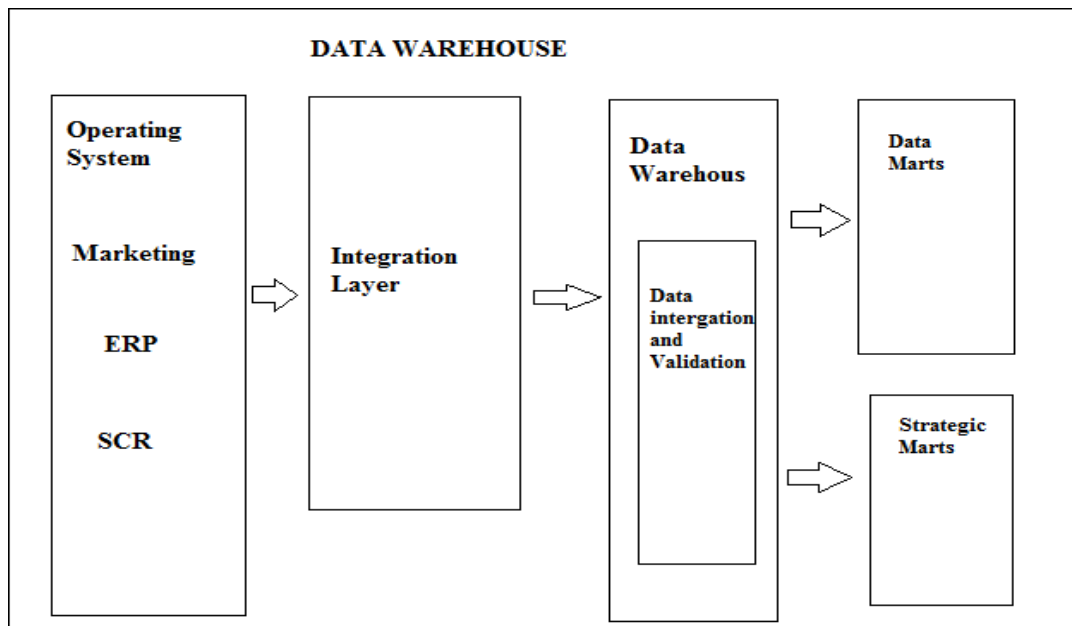 DATA WAREHOUSE
Operating
System
Marketing
ERP
SCR
Integration
Layer
Data
Warehous
Data
intergation
and
Validation
Data
Marts
Strategic
Marts